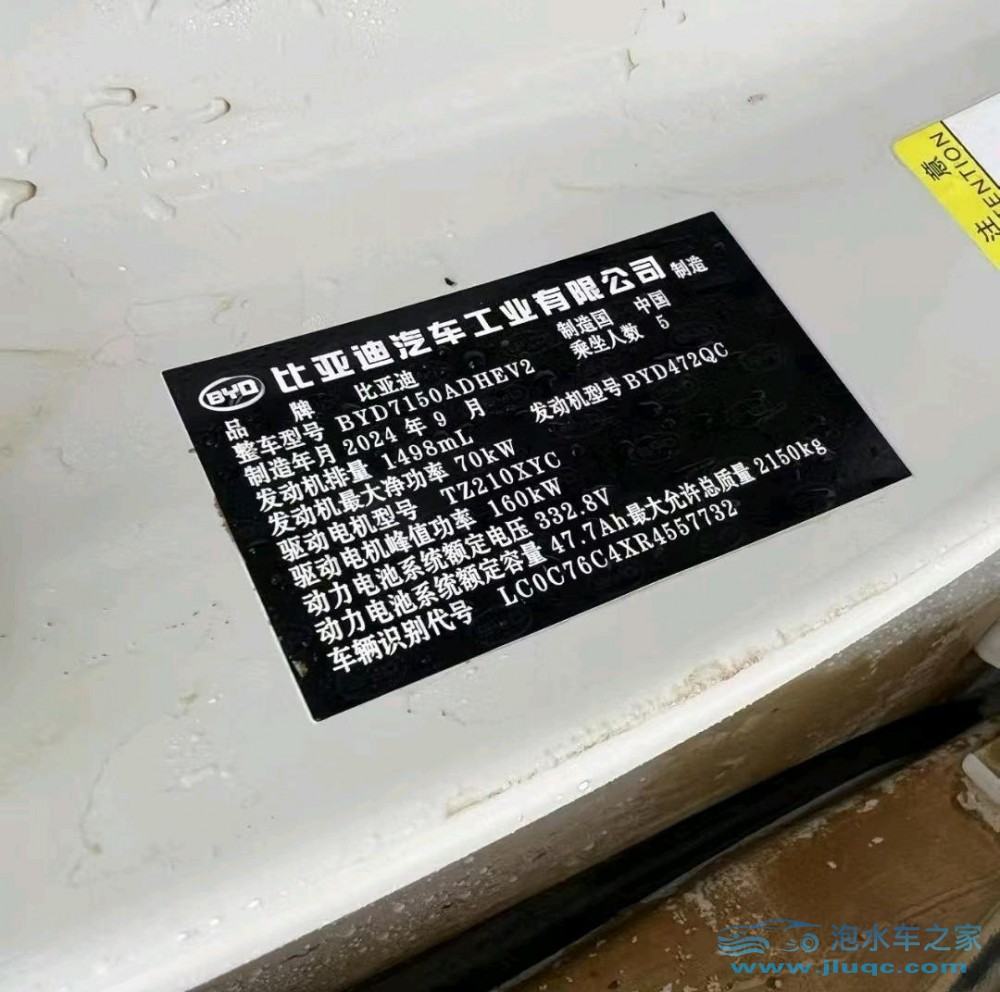 BYD 比亚迪汽车工业有限公司 制造
品牌 比亚迪 制造国 中国
整车型号 BYD7150ADHEV2 乘坐人数 5
制造年月 2024 年 9 月
发动机排量 1498mL 发动机型号 BYD472QC
发动机最大净功率 70kW
驱动电机型号 TZ210XYC
驱动电机峰值功率 160kW
动力电池系统额定电压 332.8V
动力电池系统额定容量 47.7Ah 最大允许总质量 2150kg
车辆识别代号 LC0C76C4XR4557732
注意
ATTENTION
泡水车之家
www.jluqc.com